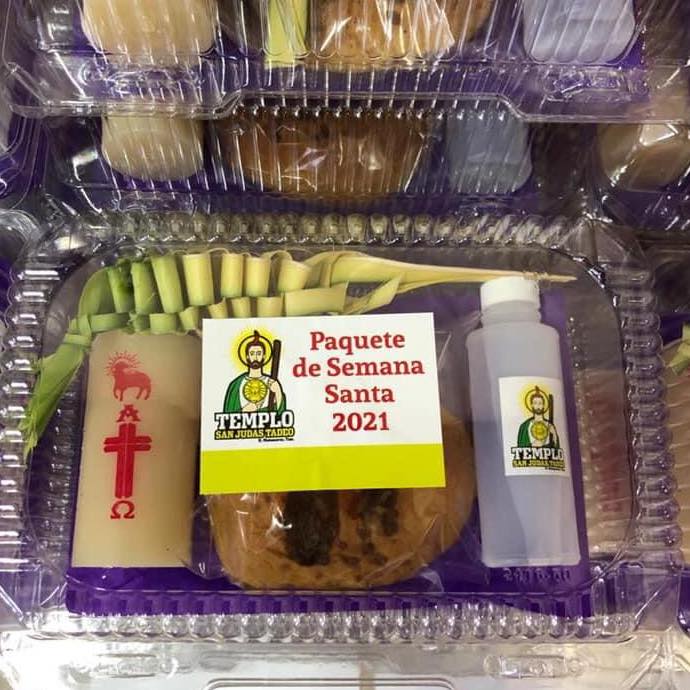 Paquete
de Semana
Santa
2021
TEMPLO
SAN JUDAS TADEO
Α
Ω
TEMPLO
SAN JUDAS TADEO